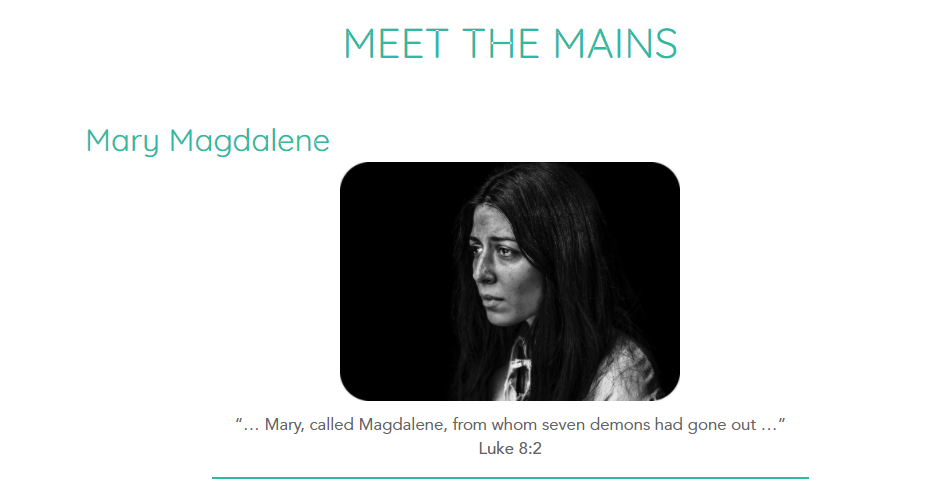 MEET THE MAINS
Mary Magdalene
“… Mary, called Magdalene, from whom seven demons had gone out …”
Luke 8:2